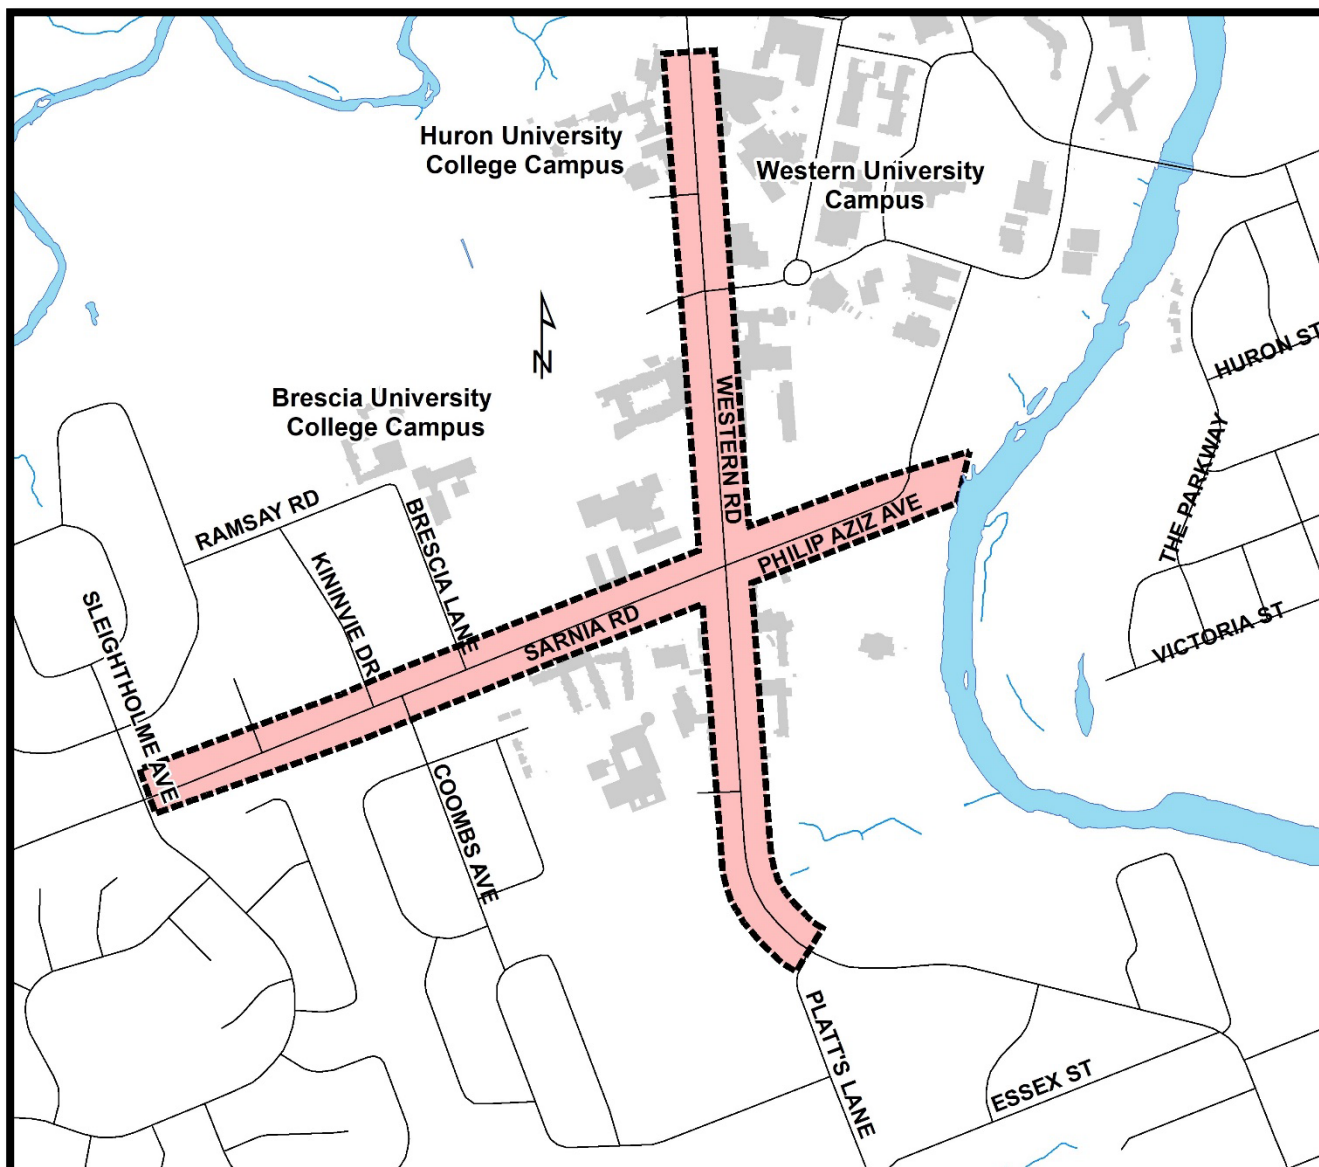 Huron University
College Campus
Western University
Campus
N
HURON ST
WESTERN RD
Brescia University
College Campus
THE PARKWAY
RAMSAY RD
BRESCIA LANE
PHILIP AZIZ AVE
KININVIE DR
SLEIGHTHOLME AVE
SARNIA RD
VICTORIA ST
COOMBS AVE
PLATT'S LANE
ESSEX ST